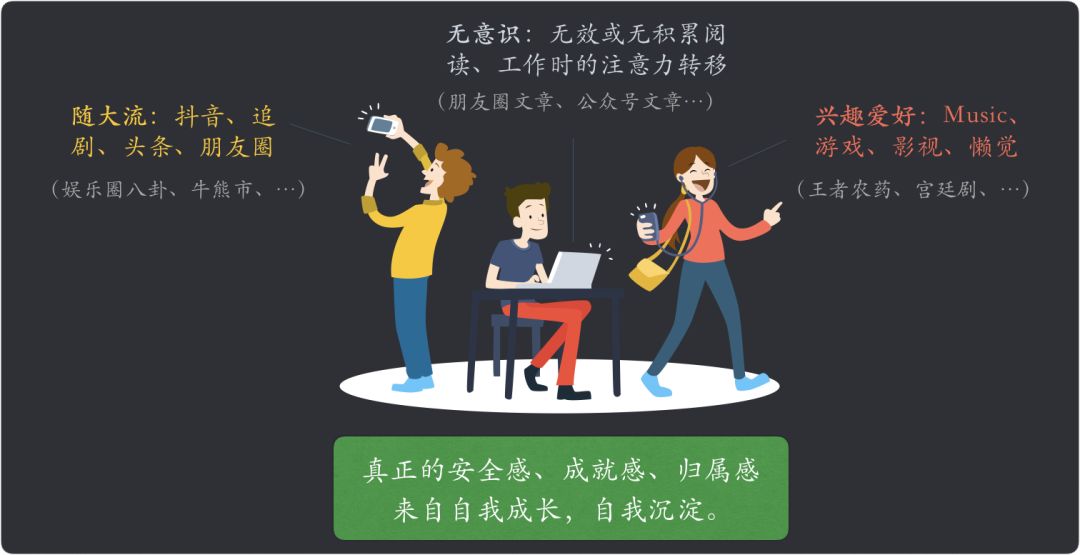 无意识：无效或无积累阅
读、工作时的注意力转移
（朋友圈文章、公众号文章…）
随大流：抖音、追
剧、头条、朋友圈
（娱乐圈八卦、牛熊市、…）
兴趣爱好：Music、
游戏、影视、懒觉
（王者农药、宫廷剧、…）
真正的安全感、成就感、归属感
来自自我成长，自我沉淀。